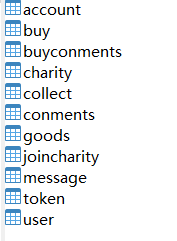 account
buy
buyconments
charity
collect
conments
goods
joincharity
message
token
user